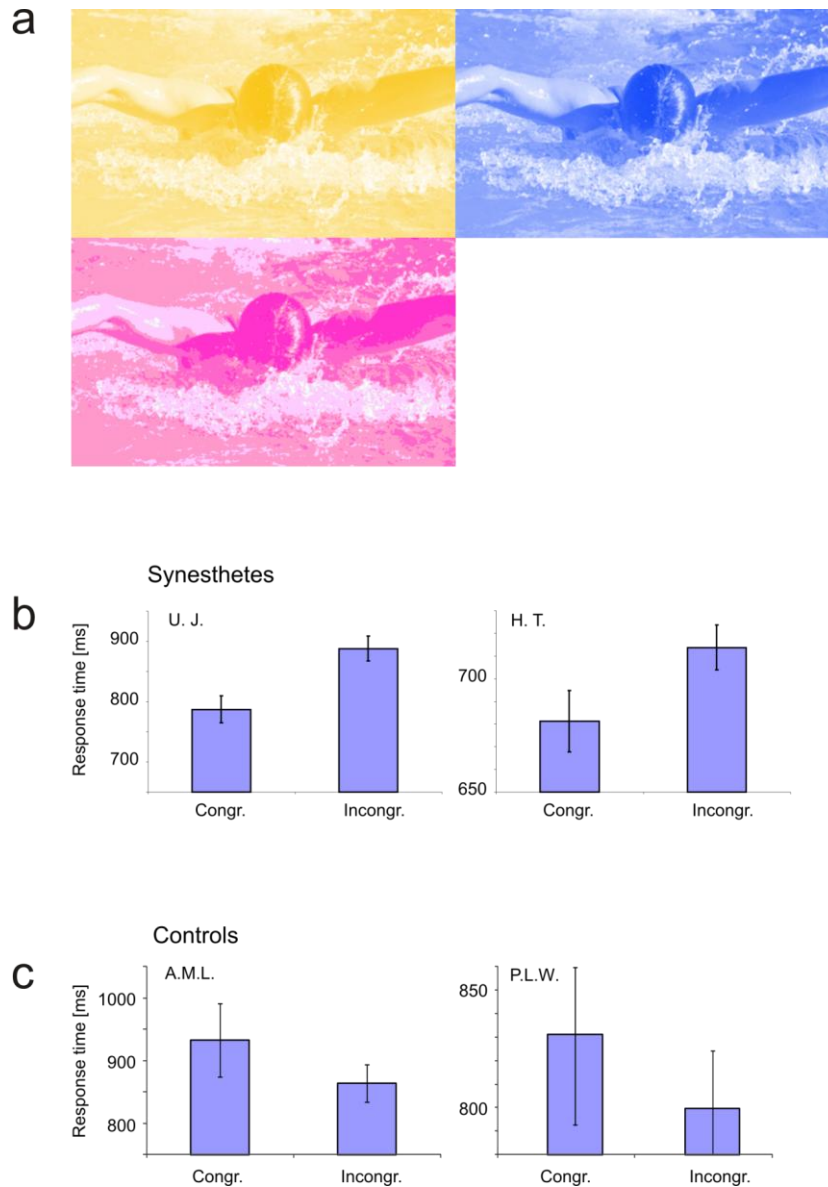 a
Synesthetes
b
U. J.
H. T.
Response time [ms]
900
800
700
700
650
Congr.
Incongr.
Congr.
Incongr.
Controls
c
A.M.L.
P.L.W.
Response time [ms]
1000
900
800
850
800
Congr.
Incongr.
Congr.
Incongr.